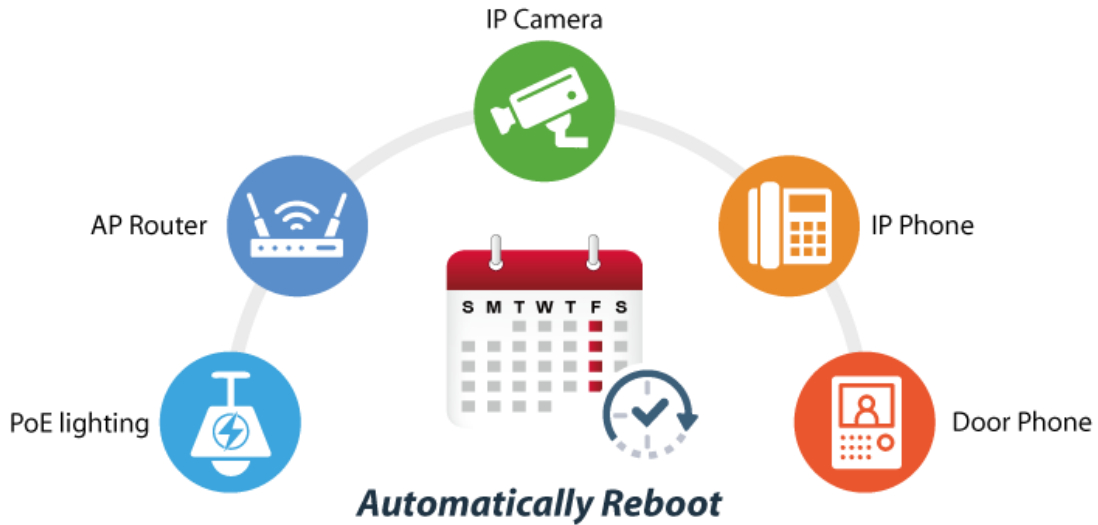 IP Camera
AP Router
IP Phone
S M T W T F S
PoE lighting
Door Phone
Automatically Reboot